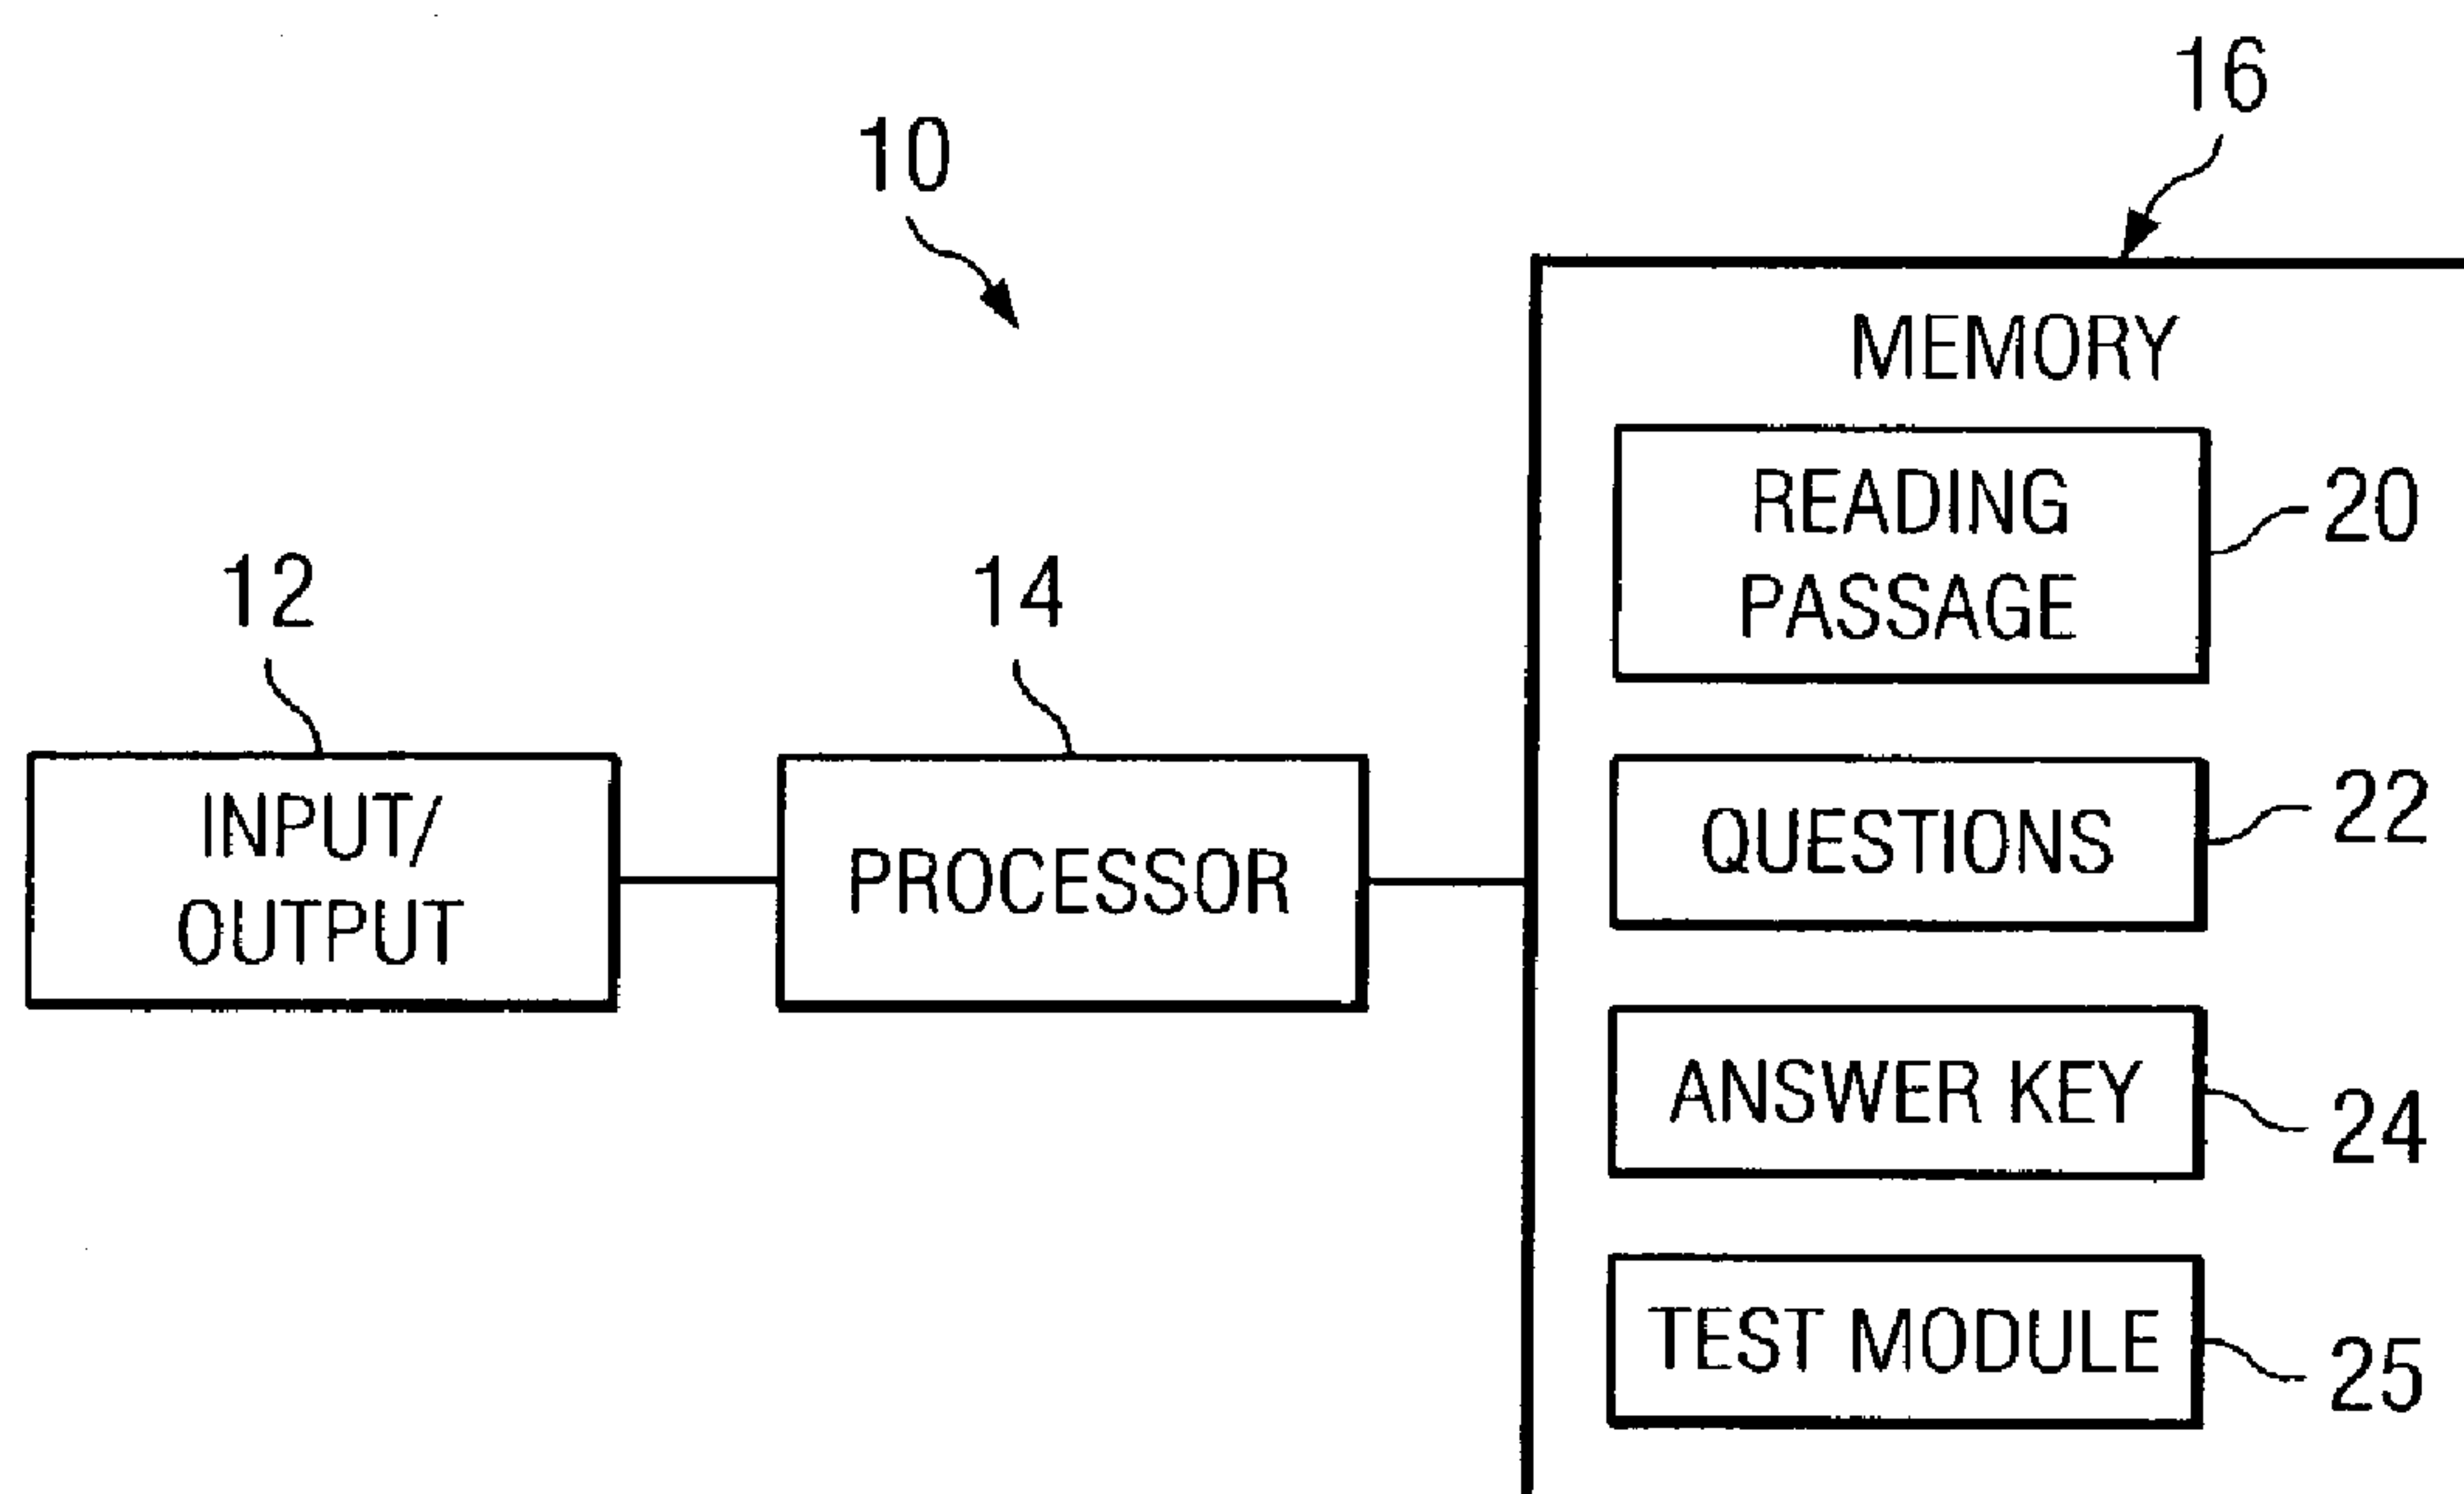 16
10
MEMORY
READING
PASSAGE
20
12
14
INPUT/
OUTPUT
PROCESSOR
QUESTIONS
22
ANSWER KEY
24
TEST MODULE
25